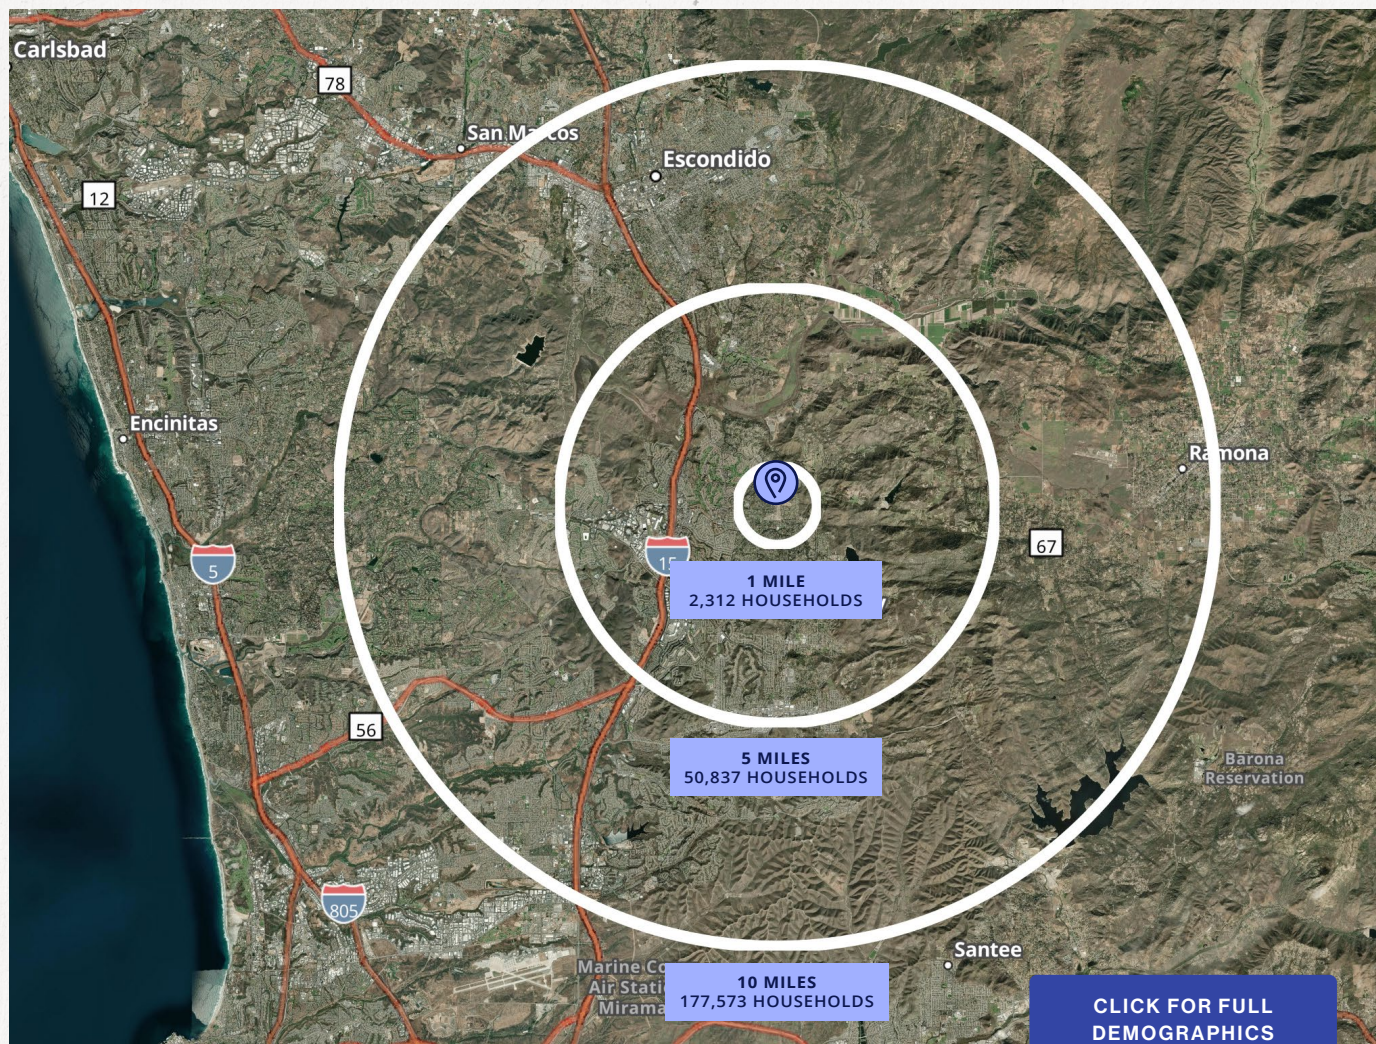 Carlsbad
78
San Marcos
Escondido
12
Encinitas
Ramona
67
15
5
1 MILE
2,312 HOUSEHOLDS
56
5 MILES
50,837 HOUSEHOLDS
Barona
Reservation
805
Santee
Marine Co
Air Stati
Mirama
10 MILES
177,573 HOUSEHOLDS
CLICK FOR FULL
DEMOGRAPHICS